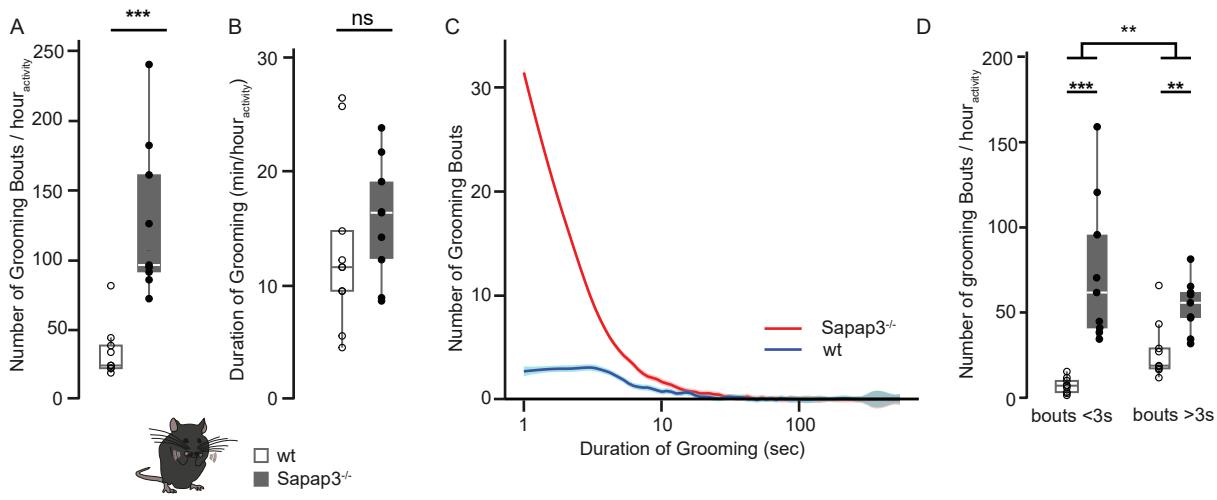 A
***
Number of Grooming Bouts / hour activity
250
200
150
100
50
0
B
ns
Duration of Grooming (min/hour activity)
30
20
10
0
C
Number of Grooming Bouts
30
20
10
0
1
10
100
Duration of Grooming (sec)
Sapap3-/-
wt
D
**
***
**
Number of grooming Bouts / hour activity
200
150
100
50
0
bouts <3s
bouts >3s
wt
Sapap3-/-